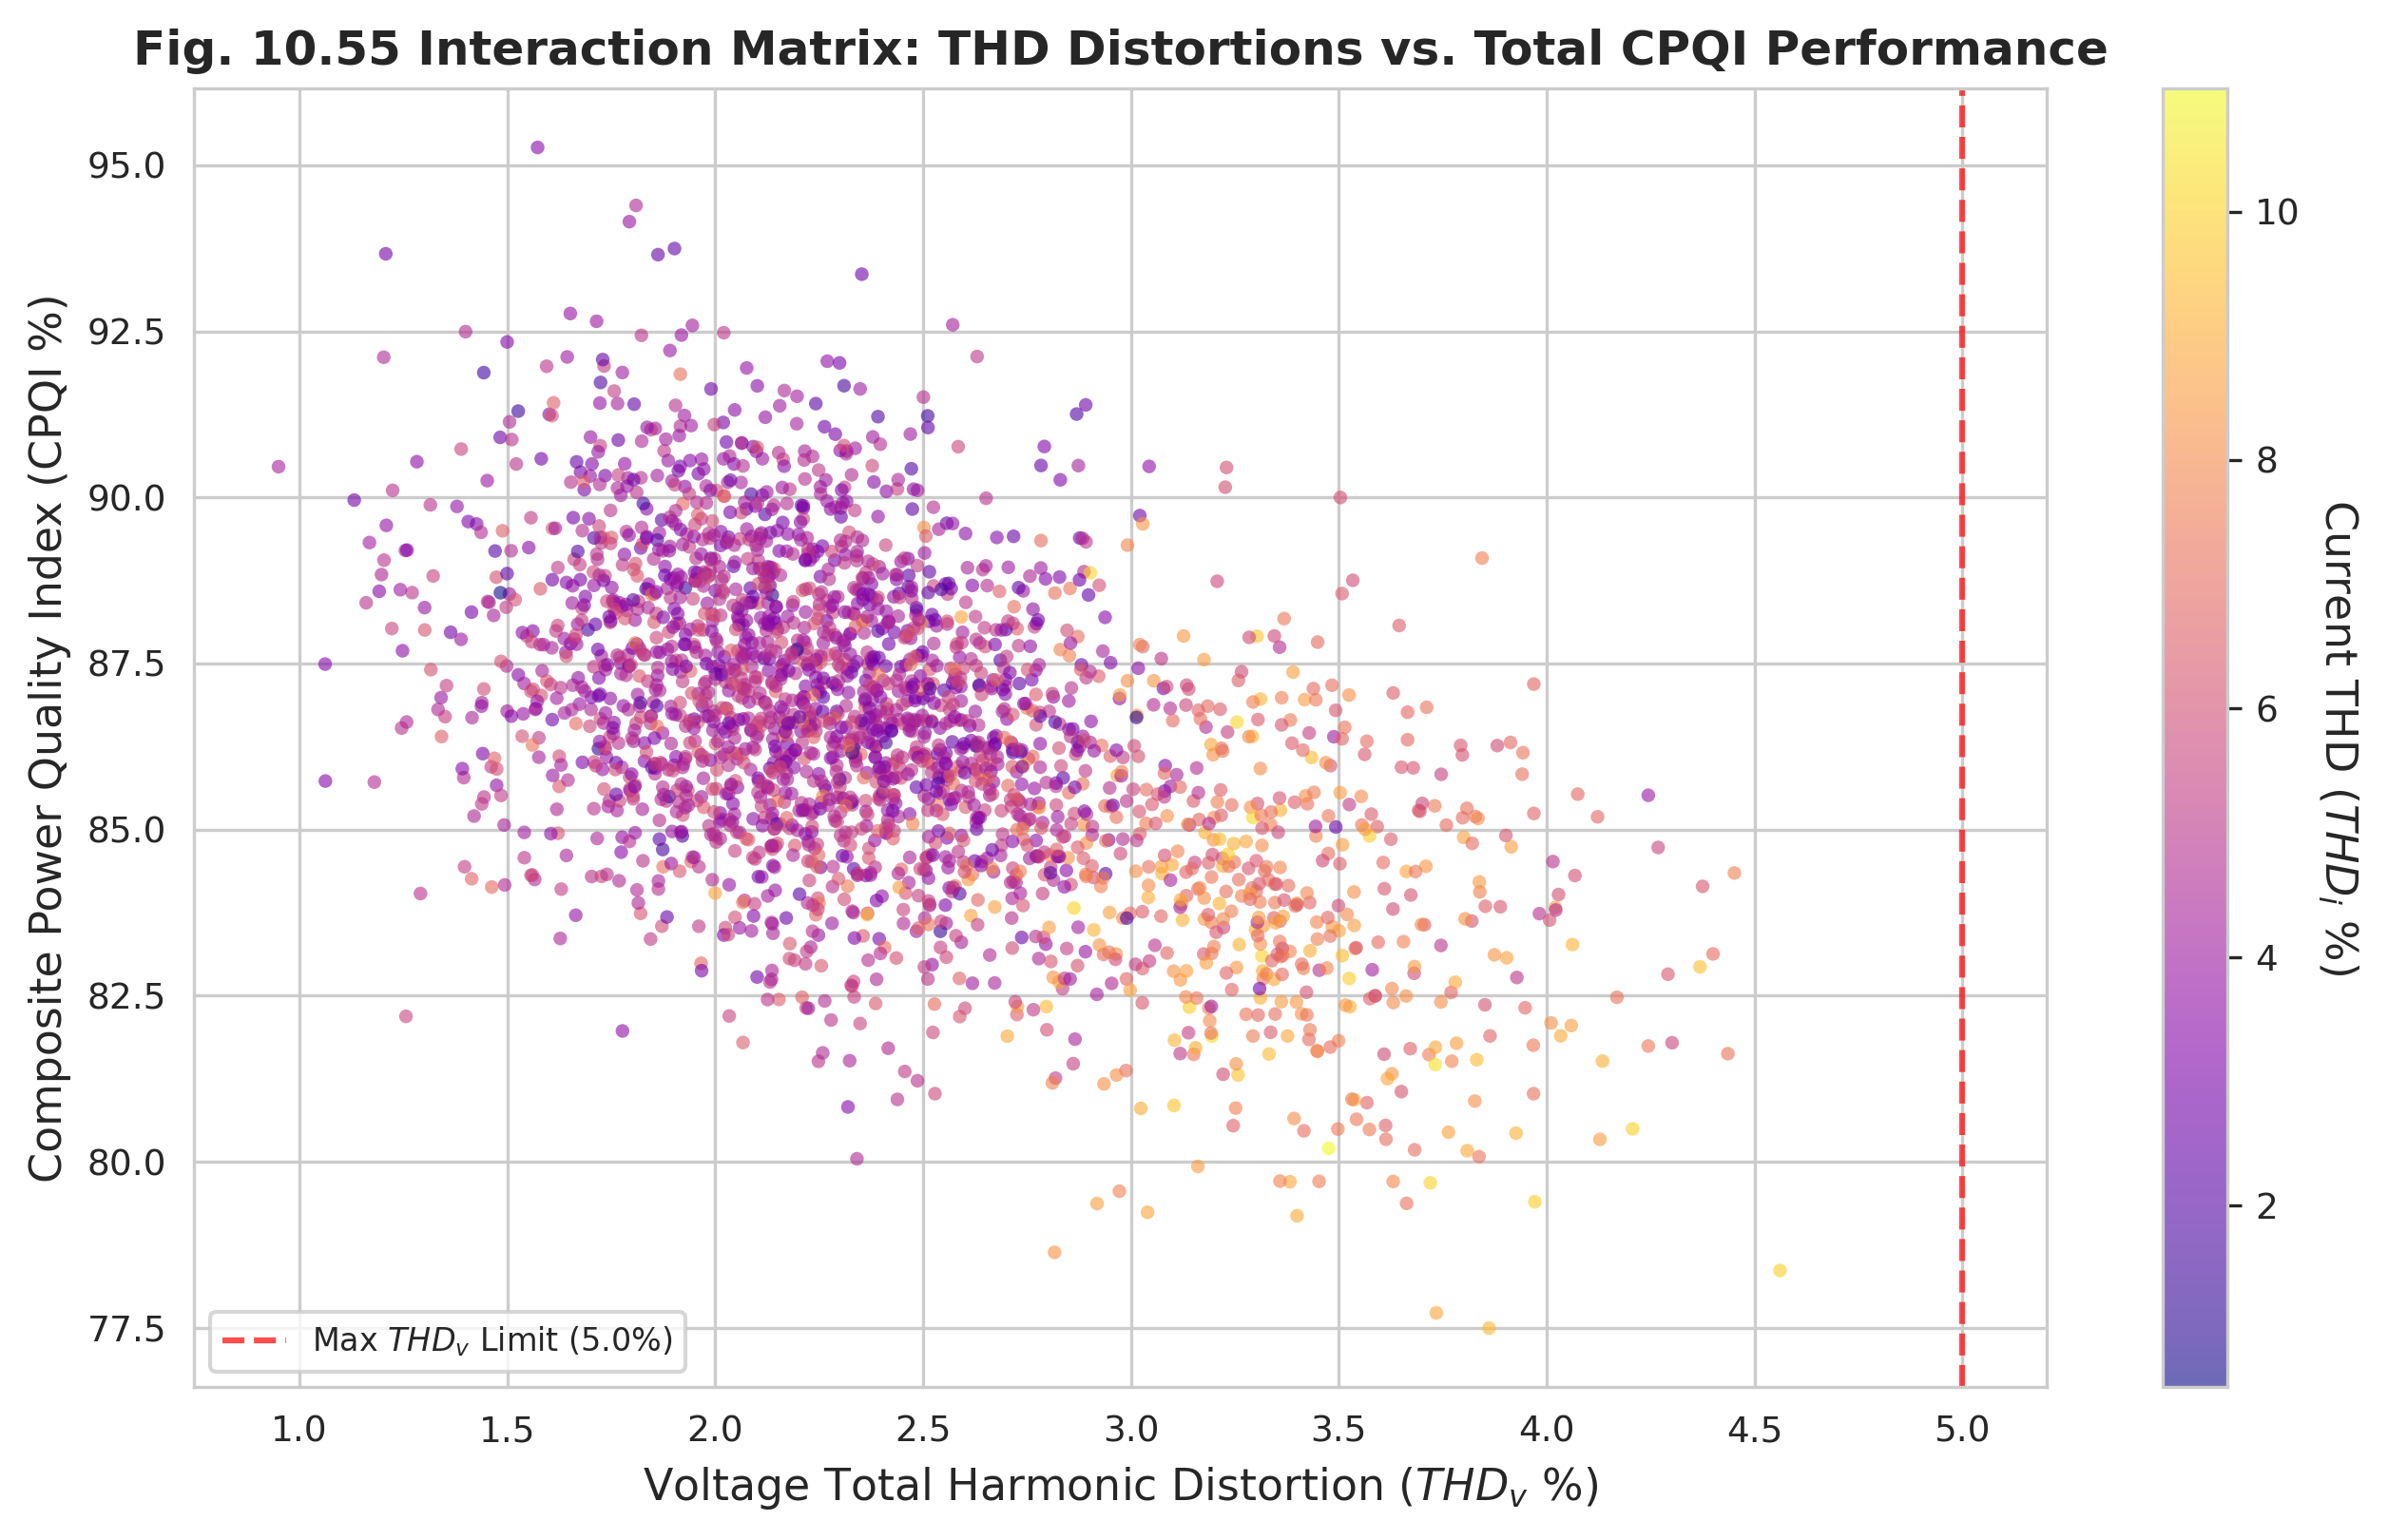 Fig. 10.55 Interaction Matrix: THD Distortions vs. Total CPQI Performance
Composite Power Quality Index (CPQI %)
95.0
92.5
90.0
87.5
85.0
82.5
80.0
77.5
Max THDv Limit (5.0%)
1.0 1.5 2.0 2.5 3.0 3.5 4.0 4.5 5.0
Voltage Total Harmonic Distortion (THDv %)
10
8
6
4
2
Current THD (THDi %)